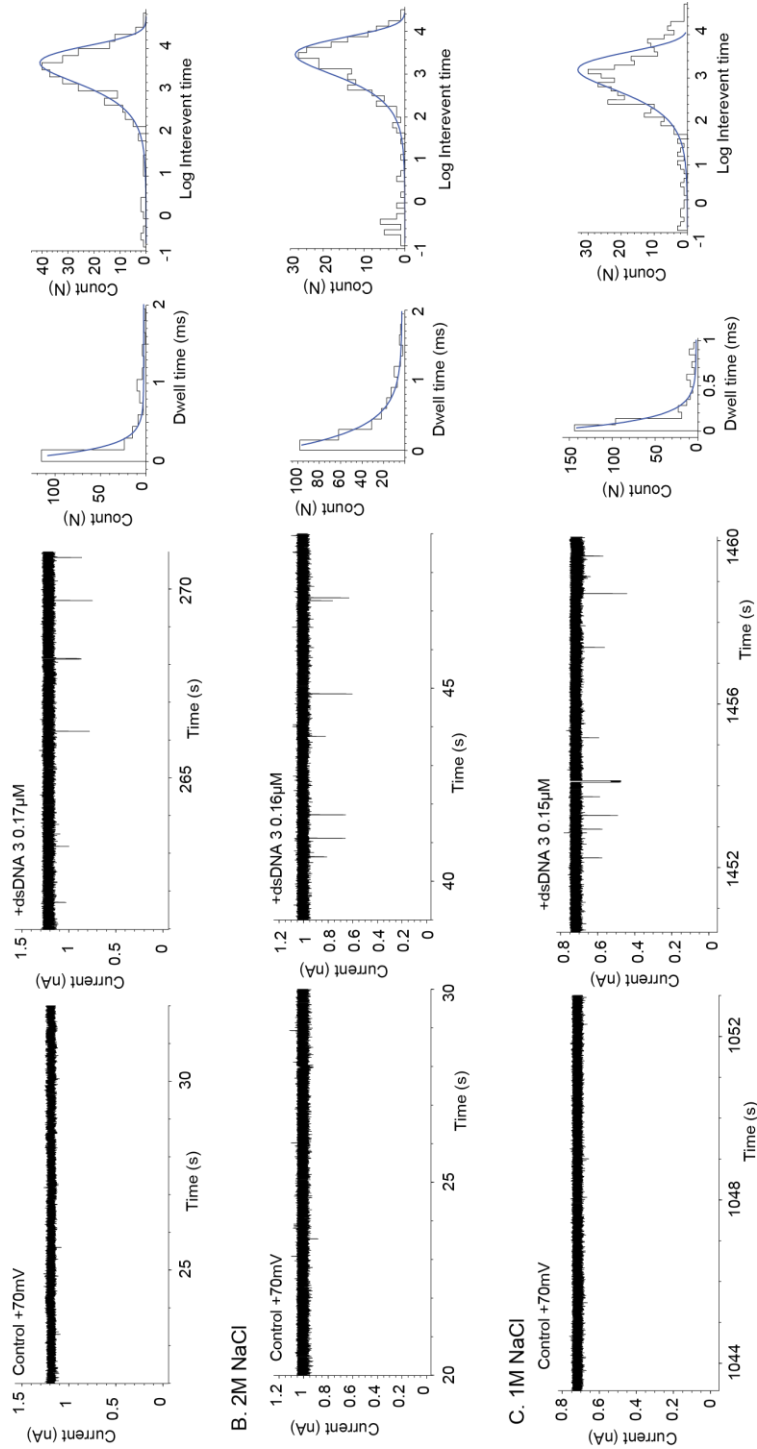 Control +70mV
Current (nA)
1.5
1
0.5
0
25 30
Time (s)
+dsDNA 3 0.17µM
Current (nA)
1.5
1
0.5
0
265 270
Time (s)
Count (N)
100
50
0
0 1 2
Dwell time (ms)
Count (N)
40
30
20
10
0
−1 0 1 2 3 4
Log Interevent time
B. 2M NaCl
Control +70mV
Current (nA)
1.2
1
0.8
0.6
0.4
0.2
0
20 25 30
Time (s)
+dsDNA 3 0.16µM
Current (nA)
1.2
1
0.8
0.6
0.4
0.2
0
40 45
Time (s)
Count (N)
100
80
60
40
20
0
0 1 2
Dwell time (ms)
Count (N)
30
20
10
0
−1 0 1 2 3 4
Log Interevent time
C. 1M NaCl
Control +70mV
Current (nA)
0.8
0.6
0.4
0.2
0
1044 1048 1052
Time (s)
+dsDNA 3 0.15µM
Current (nA)
0.8
0.6
0.4
0.2
0
1452 1456 1460
Time (s)
Count (N)
150
100
50
0
0 0.5 1
Dwell time (ms)
Count (N)
30
20
10
0
−1 0 1 2 3 4
Log Interevent time